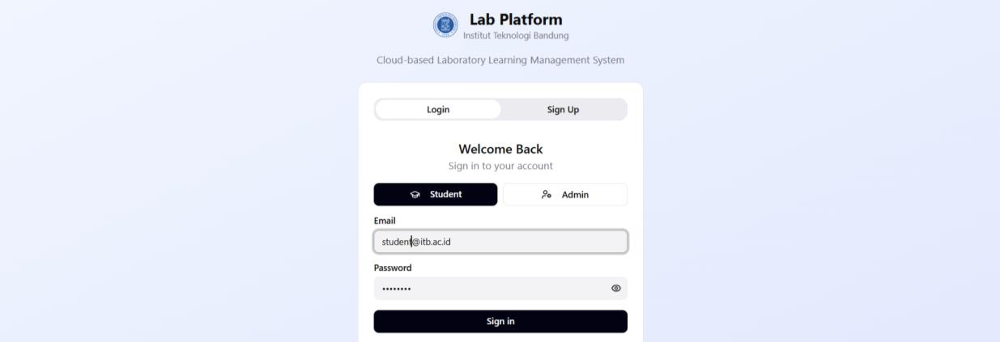 Lab Platform
Institut Teknologi Bandung
Cloud-based Laboratory Learning Management System
Login
Sign Up
Welcome Back
Sign in to your account
Student
Admin
Email
student@itb.ac.id
Password
••••••••
Sign in